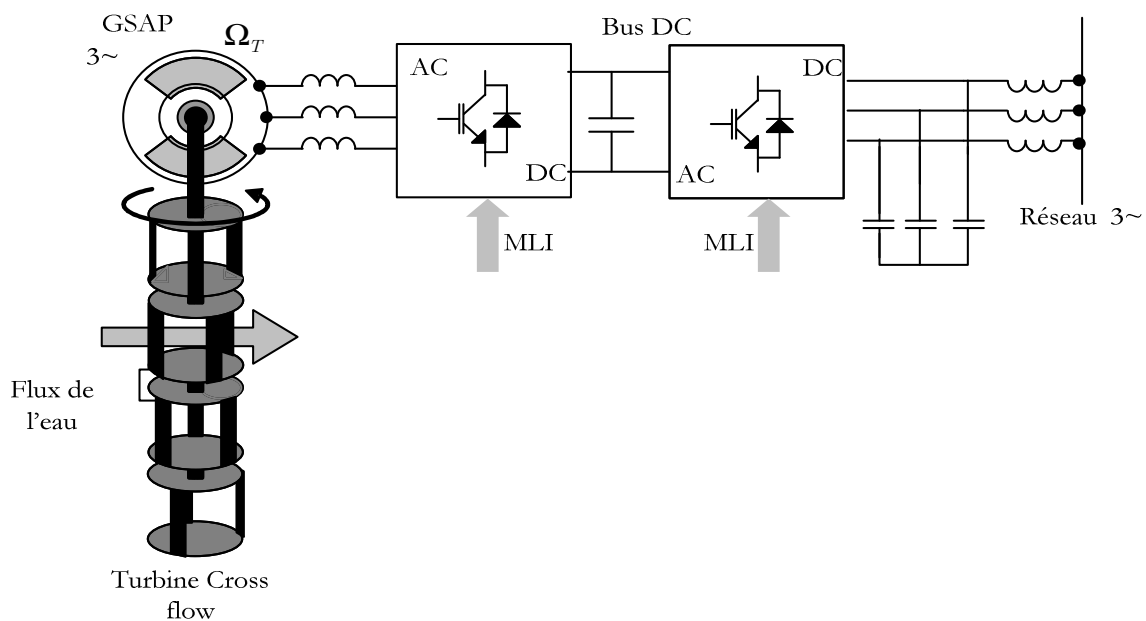 GSAP
3~
Ω_T
Bus DC
AC
DC
DC
AC
MLI
MLI
Réseau 3~
Flux de
l'eau
Turbine Cross
flow